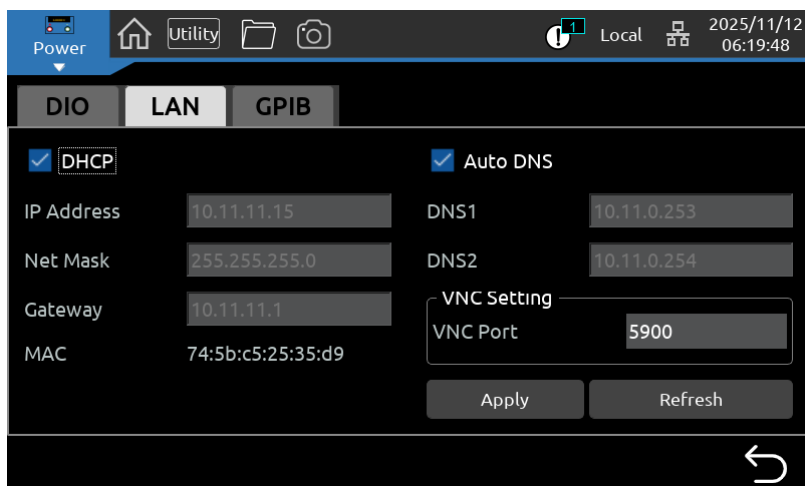 Power
Utility
1
Local
2025/11/12
06:19:48
DIO
LAN
GPIB
DHCP
Auto DNS
IP Address 10.11.11.15
DNS1 10.11.0.253
Net Mask 255.255.255.0
DNS2 10.11.0.254
Gateway 10.11.11.1
VNC Setting
VNC Port 5900
MAC 74:5b:c5:25:35:d9
Apply
Refresh